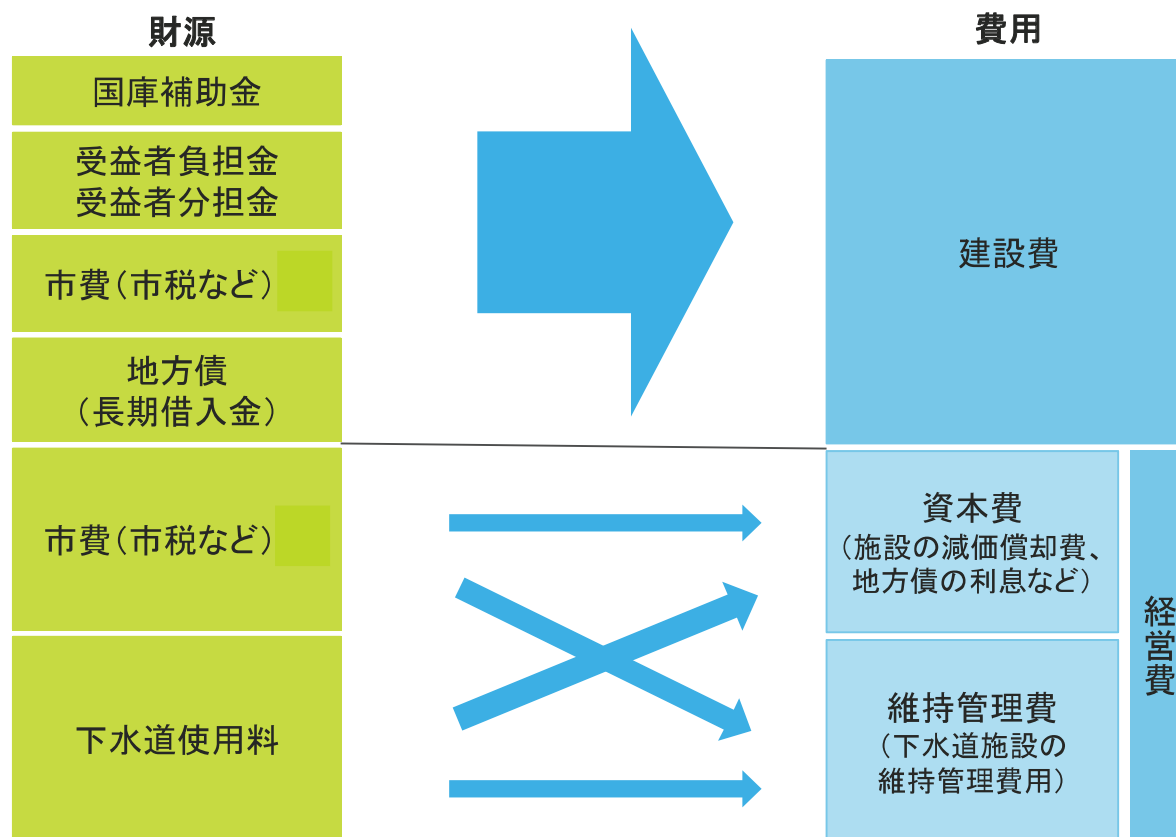 財源
国庫補助金
受益者負担金
受益者分担金
市費（市税など）
地方債
（長期借入金）
市費（市税など）
下水道使用料
費用
建設費
資本費
（施設の減価償却費、
地方債の利息など）
維持管理費
（下水道施設の
維持管理費用）
経営費